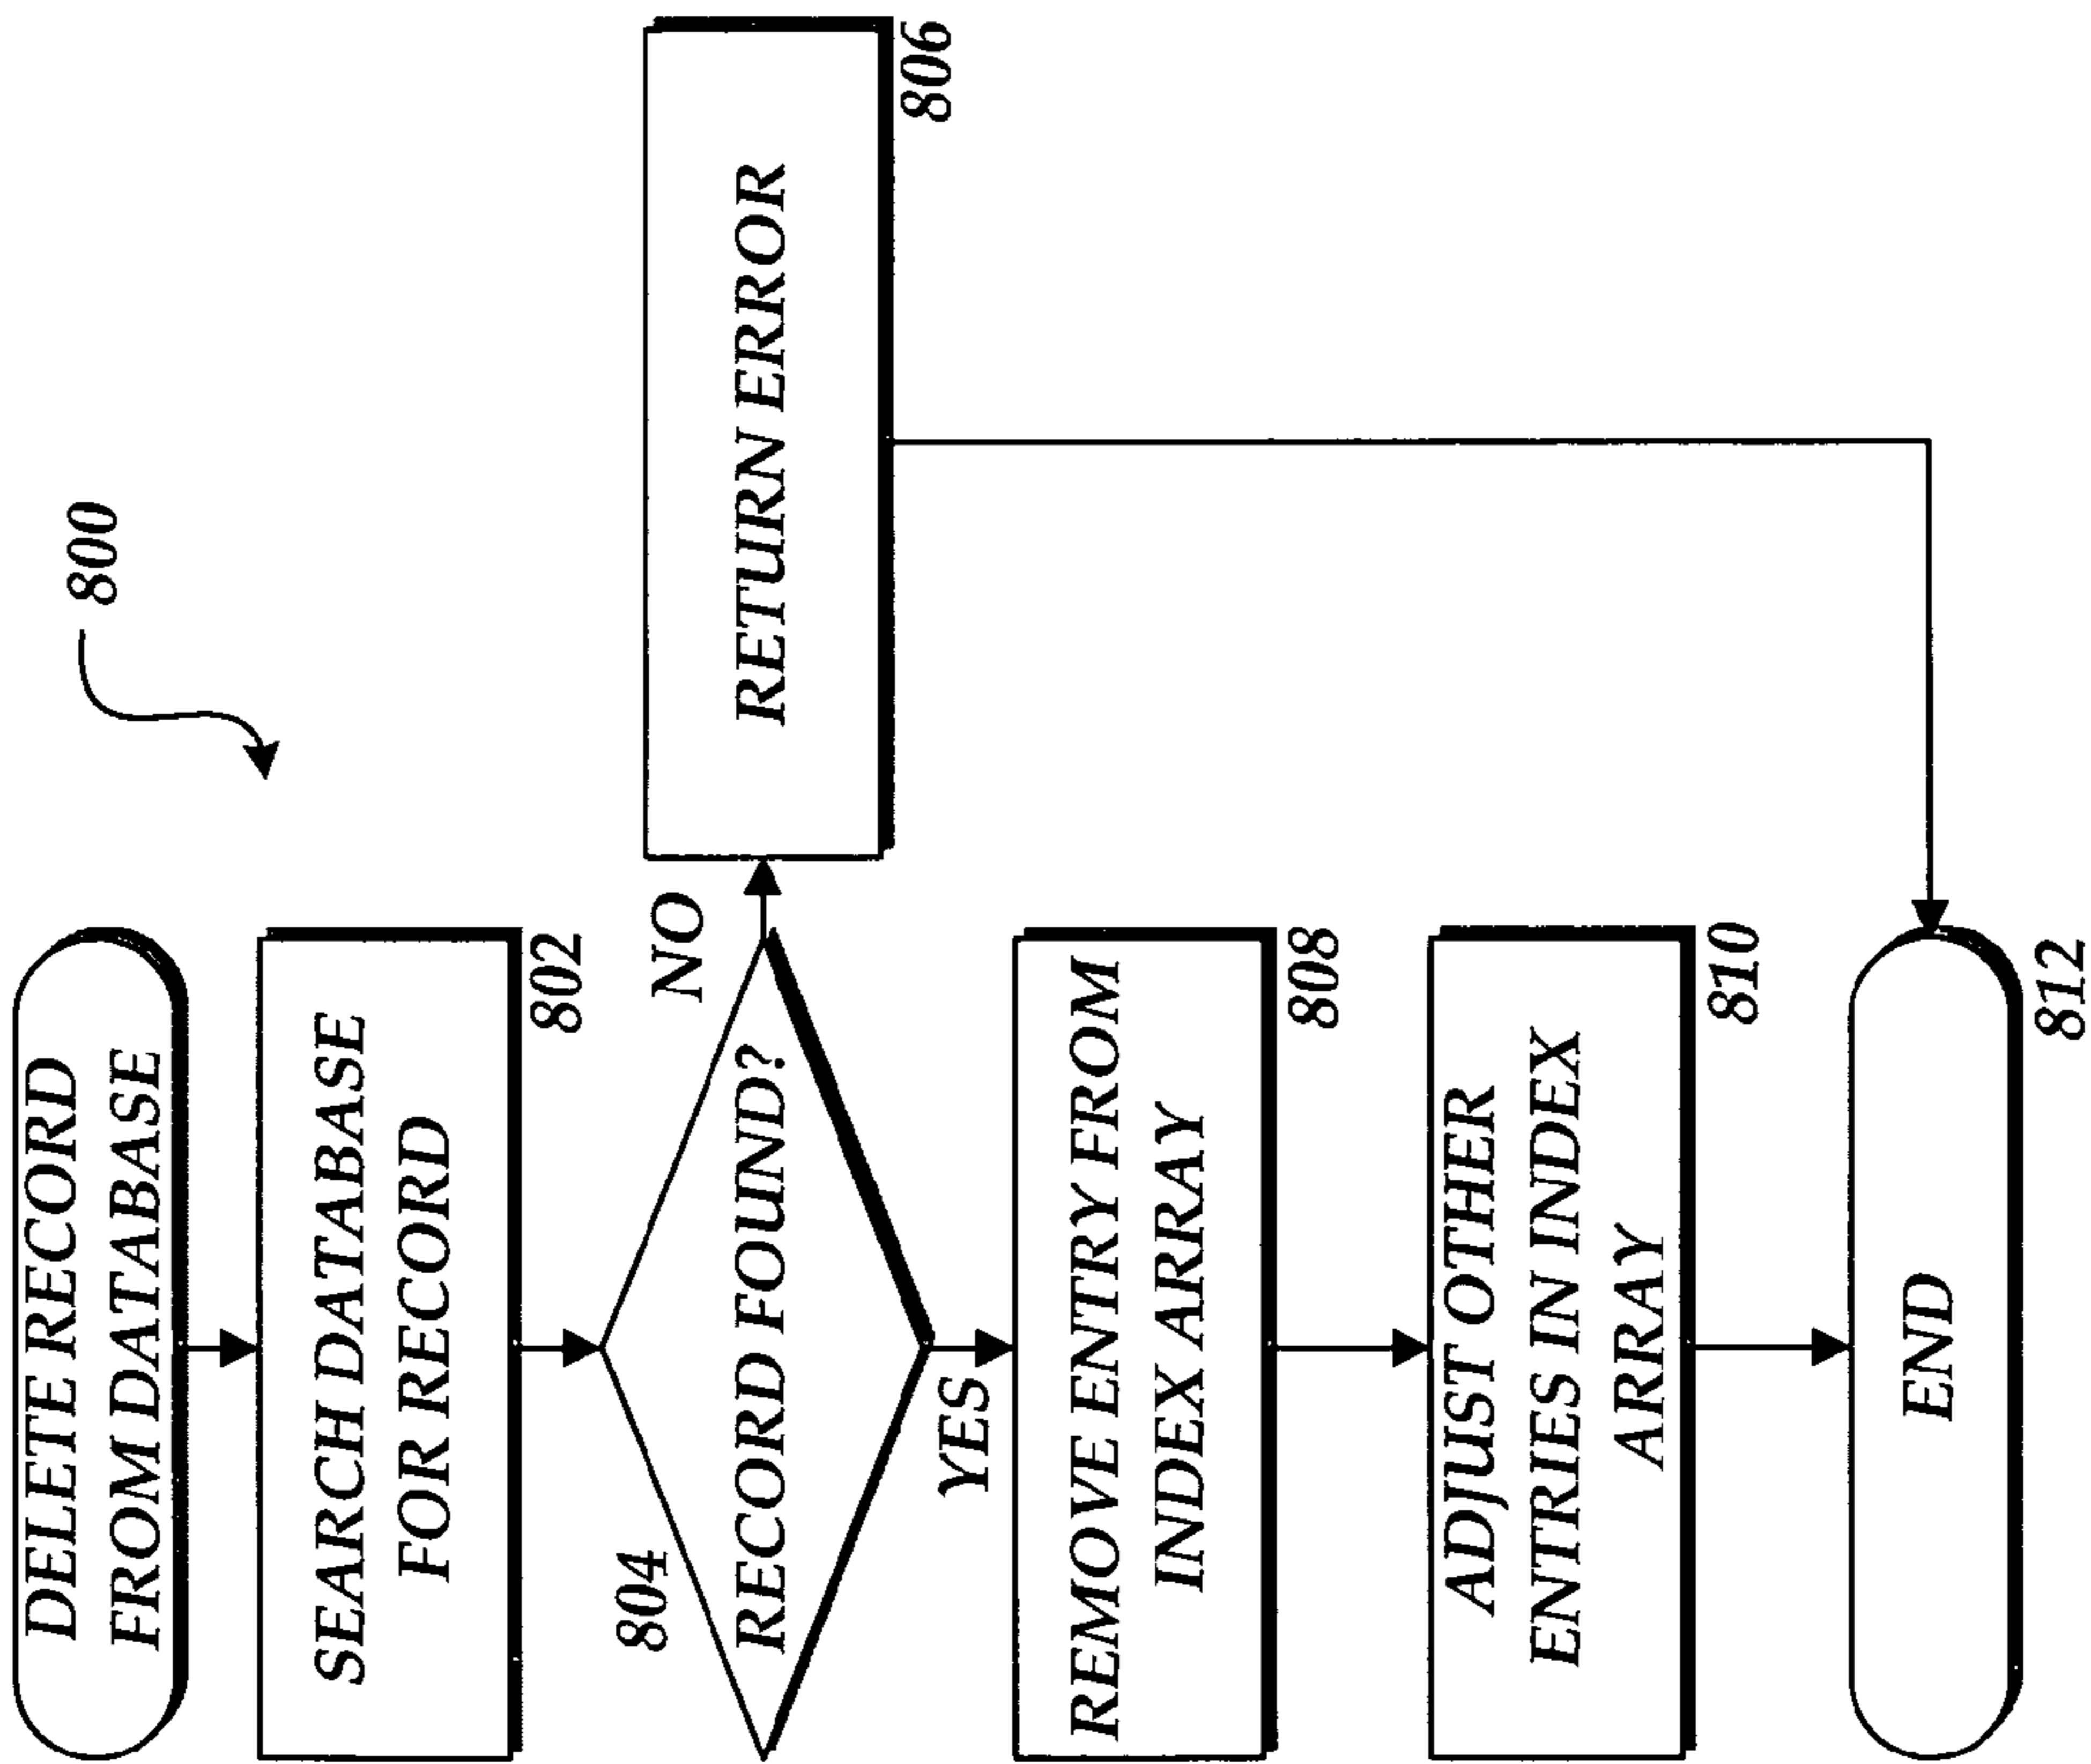 800
DELETE RECORD
FROM DATABASE
SEARCH DATABASE
FOR RECORD
802
804
RECORD FOUND?
NO
RETURN ERROR
806
YES
REMOVE ENTRY FROM
INDEX ARRAY
808
ADJUST OTHER
ENTRIES IN INDEX
ARRAY
810
END
812